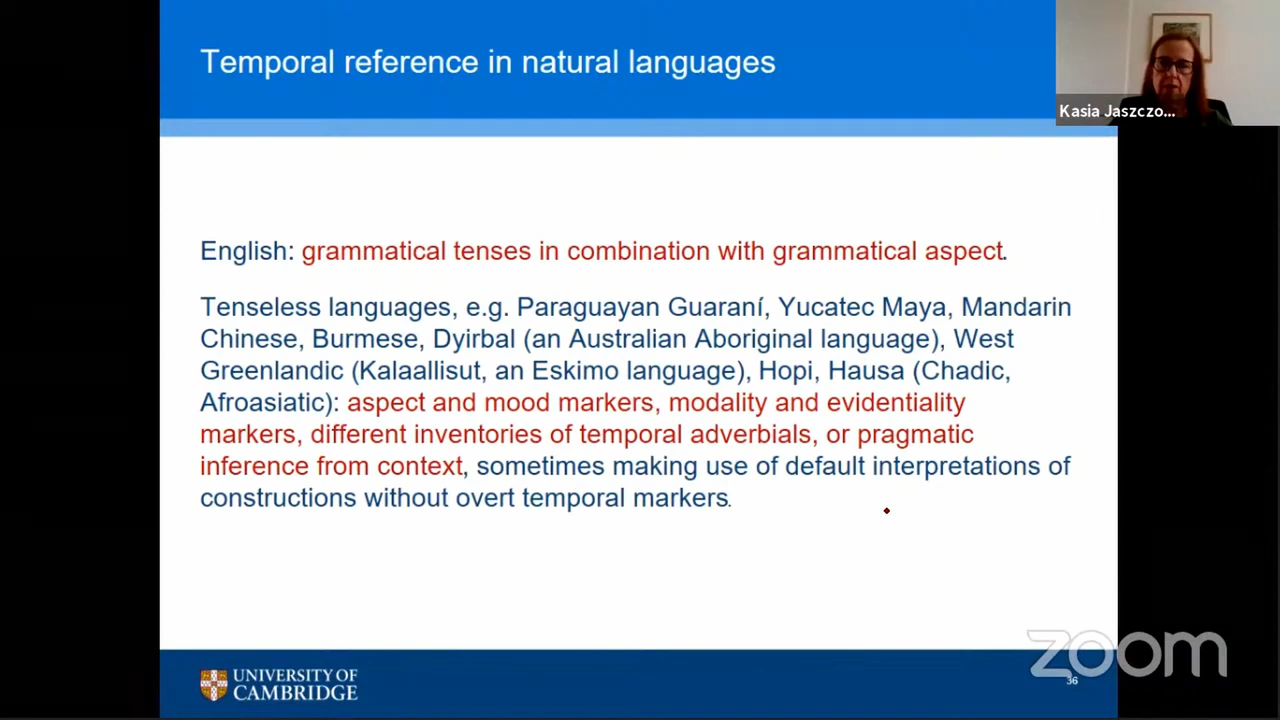 Temporal reference in natural languages
Kasia Jaszczo...
English: grammatical tenses in combination with grammatical aspect.
Tenseless languages, e.g. Paraguayan Guaraní, Yucatec Maya, Mandarin
Chinese, Burmese, Dyirbal (an Australian Aboriginal language), West
Greenlandic (Kalaallisut, an Eskimo language), Hopi, Hausa (Chadic,
Afroasiatic): aspect and mood markers, modality and evidentiality
markers, different inventories of temporal adverbials, or pragmatic
inference from context, sometimes making use of default interpretations of
constructions without overt temporal markers.
zoom
36
UNIVERSITY OF
CAMBRIDGE